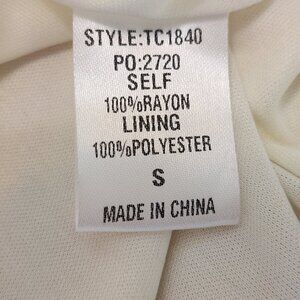 STYLE:TC1840
PO:2720
SELF
100%RAYON
LINING
100%POLYESTER
S
MADE IN CHINA